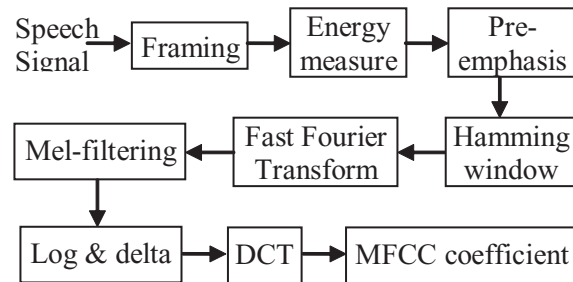 Speech
Signal
Framing
Energy
measure
Pre-
emphasis
Hamming
window
Fast Fourier
Transform
Mel-filtering
Log & delta
DCT
MFCC coefficient